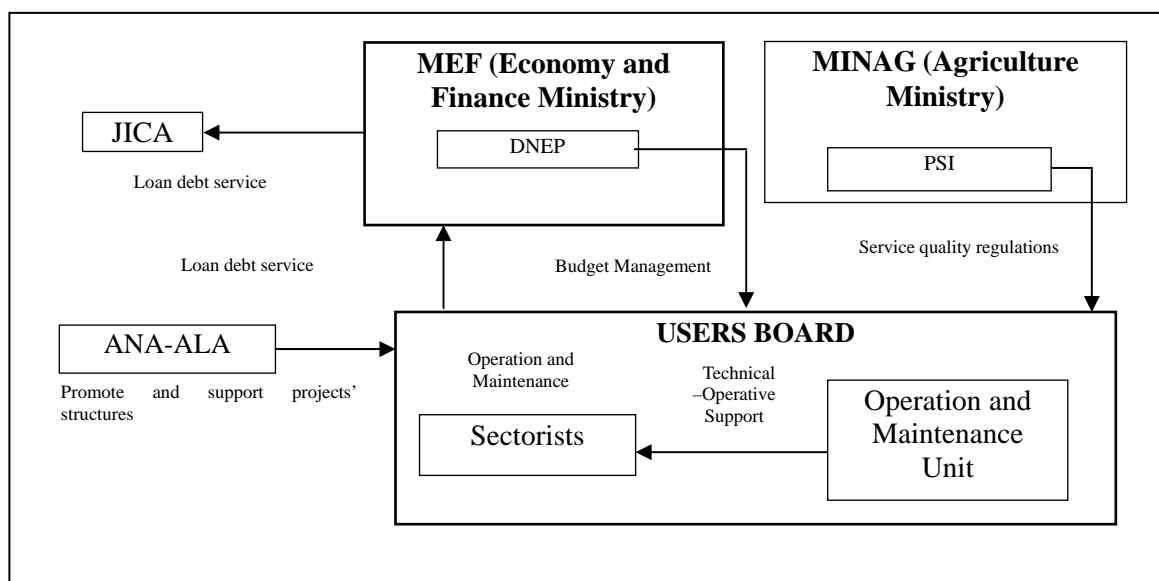 MEF (Economy and
Finance Ministry)
DNEP
MINAG (Agriculture
Ministry)
PSI
JICA
Loan debt service
Loan debt service
Budget Management
Service quality regulations
ANA-ALA
Promote and support projects’
structures
USERS BOARD
Operation and
Maintenance
Technical
–Operative
Support
Sectorists
Operation and
Maintenance
Unit